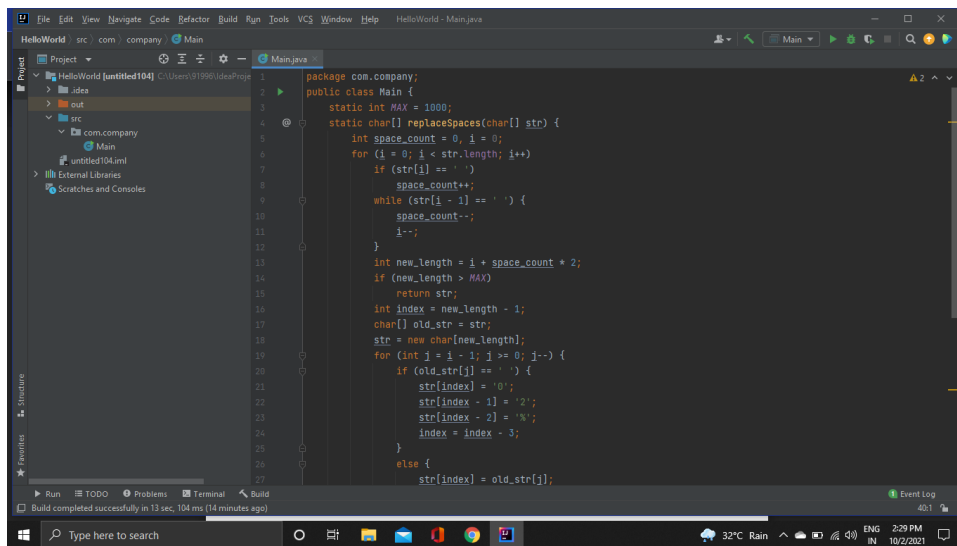 File Edit View Navigate Code Refactor Build Run Tools VCS Window Help HelloWorld - Main.java
HelloWorld src com company Main
Main
Project
Main.java
HelloWorld [untitled104] C:\Users\91996\IdeaProje
.idea
out
src
com.company
Main
untitled104.iml
External Libraries
Scratches and Consoles
Project
Structure
Favorites
1 package com.company;
2 public class Main {
3 static int MAX = 1000;
4 @ static char[] replaceSpaces(char[] str) {
5 int space_count = 0, i = 0;
6 for (i = 0; i < str.length; i++)
7 if (str[i] == ' ')
8 space_count++;
9 while (str[i - 1] == ' ') {
10 space_count--;
11 i--;
12 }
13 int new_length = i + space_count * 2;
14 if (new_length > MAX)
15 return str;
16 int index = new_length - 1;
17 char[] old_str = str;
18 str = new char[new_length];
19 for (int j = i - 1; j >= 0; j--) {
20 if (old_str[j] == ' ') {
21 str[index] = '0';
22 str[index - 1] = '2';
23 str[index - 2] = '%';
24 index = index - 3;
25 }
26 else {
27 str[index] = old_str[j];
2
Run TODO Problems Terminal Build
1 Event Log
Build completed successfully in 13 sec, 104 ms (14 minutes ago)
40:1
Type here to search
32°C Rain
ENG
IN
2:29 PM
10/2/2021